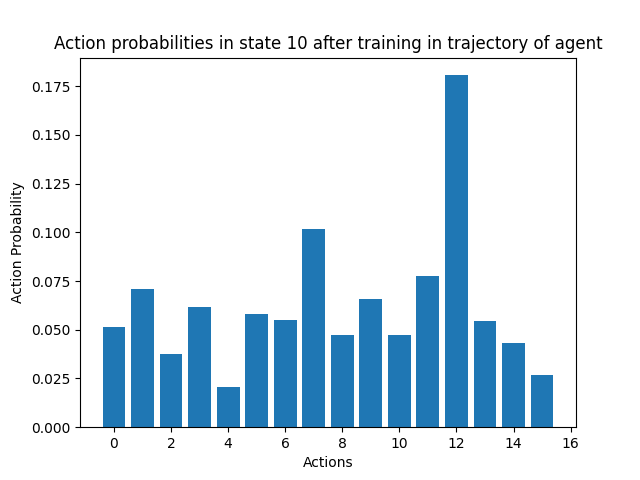 Action probabilities in state 10 after training in trajectory of agent
0.175
0.150
0.125
0.100
0.075
0.050
0.025
0.000
Action Probability
0 2 4 6 8 10 12 14 16
Actions